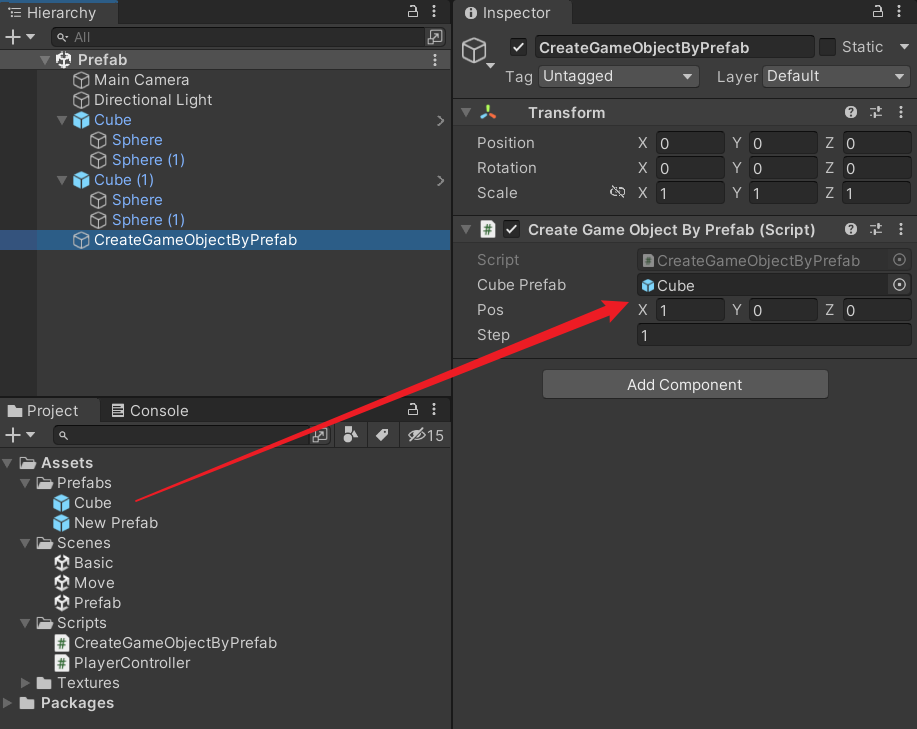 Hierarchy
All
Prefab
Main Camera
Directional Light
Cube
Sphere
Sphere (1)
Cube (1)
Sphere
Sphere (1)
CreateGameObjectByPrefab
Project
Console
15
Assets
Prefabs
Cube
New Prefab
Scenes
Basic
Move
Prefab
Scripts
CreateGameObjectByPrefab
PlayerController
Textures
Packages
Inspector
CreateGameObjectByPrefab Static
Tag Untagged Layer Default
Transform
Position X 0 Y 0 Z 0
Rotation X 0 Y 0 Z 0
Scale X 1 Y 1 Z 1
# Create Game Object By Prefab (Script)
Script # CreateGameObjectByPrefab
Cube Prefab Cube
Pos X 1 Y 0 Z 0
Step 1
Add Component